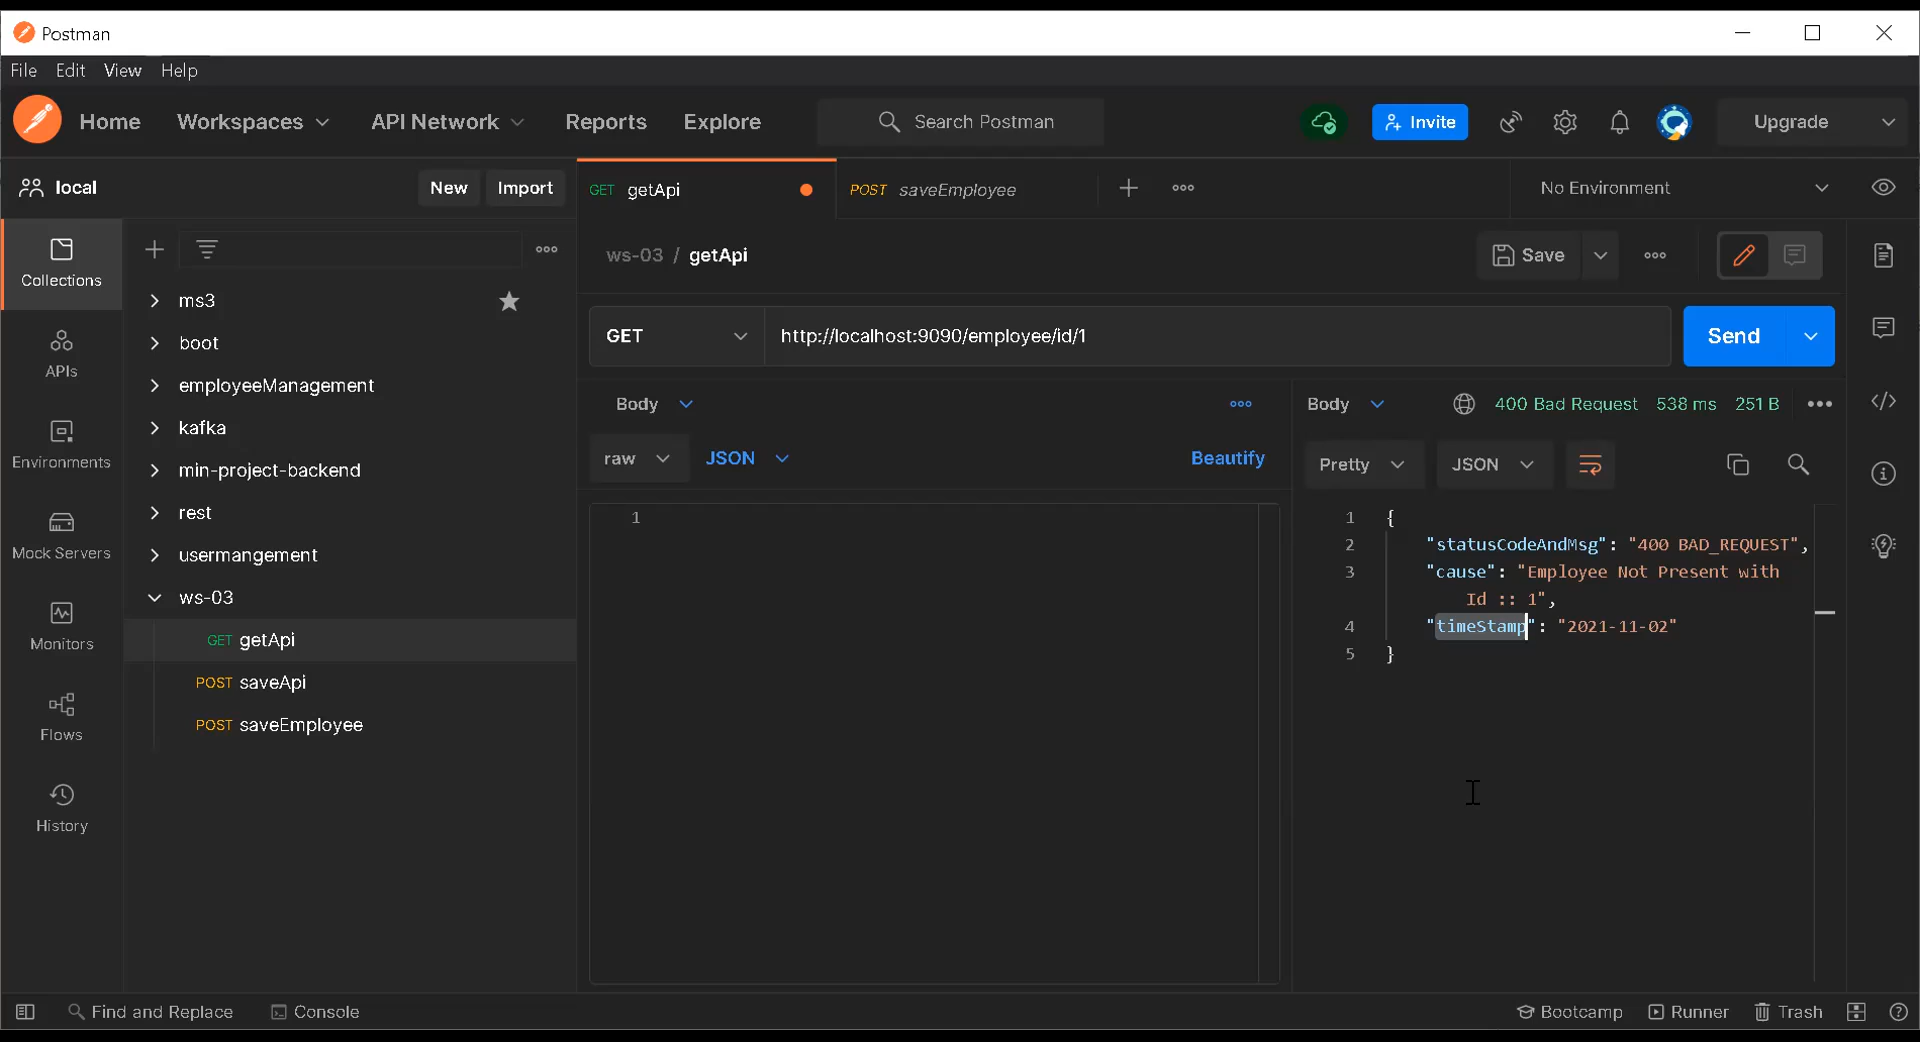 Postman
File Edit View Help
Home Workspaces API Network Reports Explore Search Postman Invite Upgrade
local New Import
GET getApi POST saveEmployee No Environment
Collections
APIs
Environments
Mock Servers
Monitors
Flows
History
ms3
boot
employeeManagement
kafka
min-project-backend
rest
usermangement
ws-03
GET getApi
POST saveApi
POST saveEmployee
ws-03 / getApi Save
GET http://localhost:9090/employee/id/1 Send
Body
raw JSON Beautify
1
Body 400 Bad Request 538 ms 251 B
Pretty JSON
1 {
2 "statusCodeAndMsg": "400 BAD_REQUEST",
3 "cause": "Employee Not Present with
Id :: 1",
4 "timeStamp": "2021-11-02"
5 }
Find and Replace Console Bootcamp Runner Trash